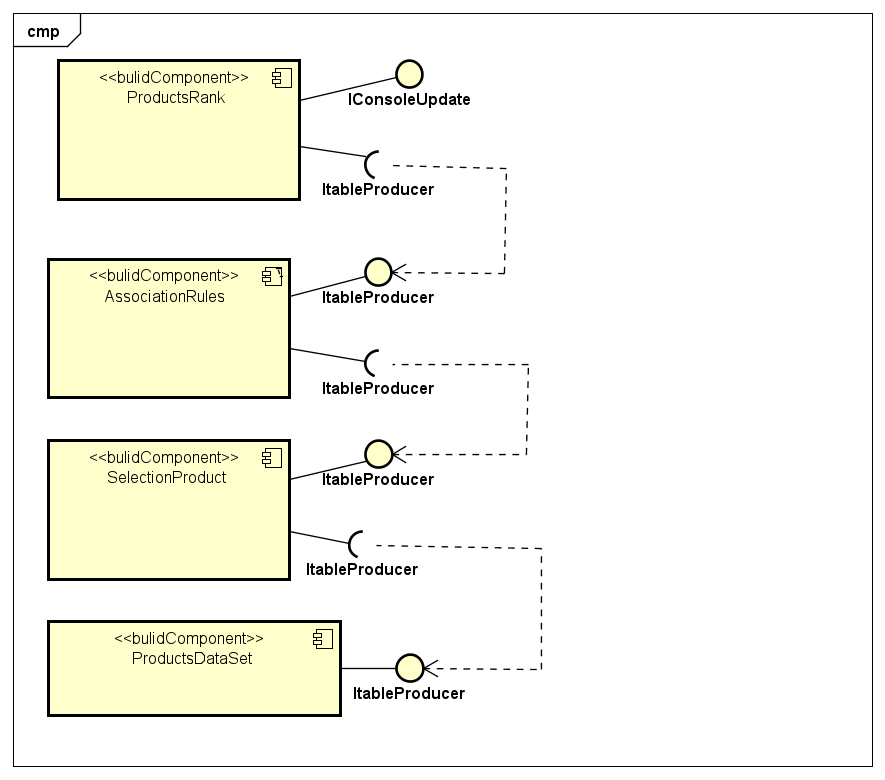 cmp
<<bulidComponent>>
ProductsRank
IConsoleUpdate
ItableProducer
<<bulidComponent>>
AssociationRules
ItableProducer
ItableProducer
<<bulidComponent>>
SelectionProduct
ItableProducer
ItableProducer
<<bulidComponent>>
ProductsDataSet
ItableProducer